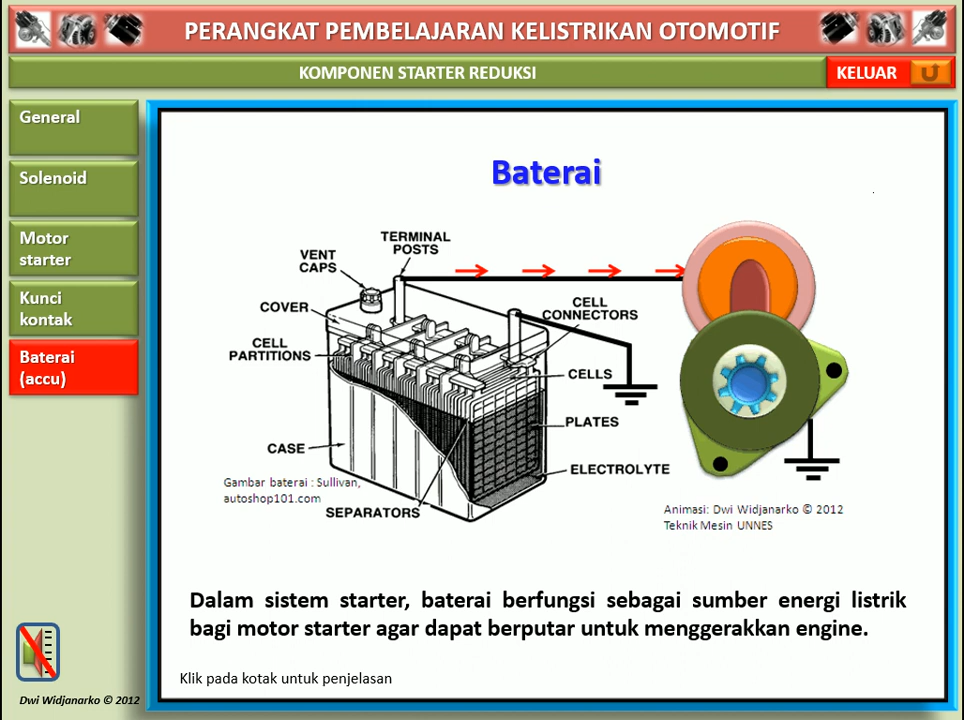 PERANGKAT PEMBELAJARAN KELISTRIKAN OTOMOTIF
KOMPONEN STARTER REDUKSI
KELUAR
General
Solenoid
Motor
starter
Kunci
kontak
Baterai
(accu)
Baterai
TERMINAL
POSTS
VENT
CAPS
COVER
CELL
CONNECTORS
CELL
PARTITIONS
CELLS
PLATES
CASE
ELECTROLYTE
Gambar baterai : Sullivan,
autoshop101.com
SEPARATORS
Animasi: Dwi Widjanarko © 2012
Teknik Mesin UNNES
Dalam sistem starter, baterai berfungsi sebagai sumber energi listrik
bagi motor starter agar dapat berputar untuk menggerakkan engine.
Klik pada kotak untuk penjelasan
Dwi Widjanarko © 2012